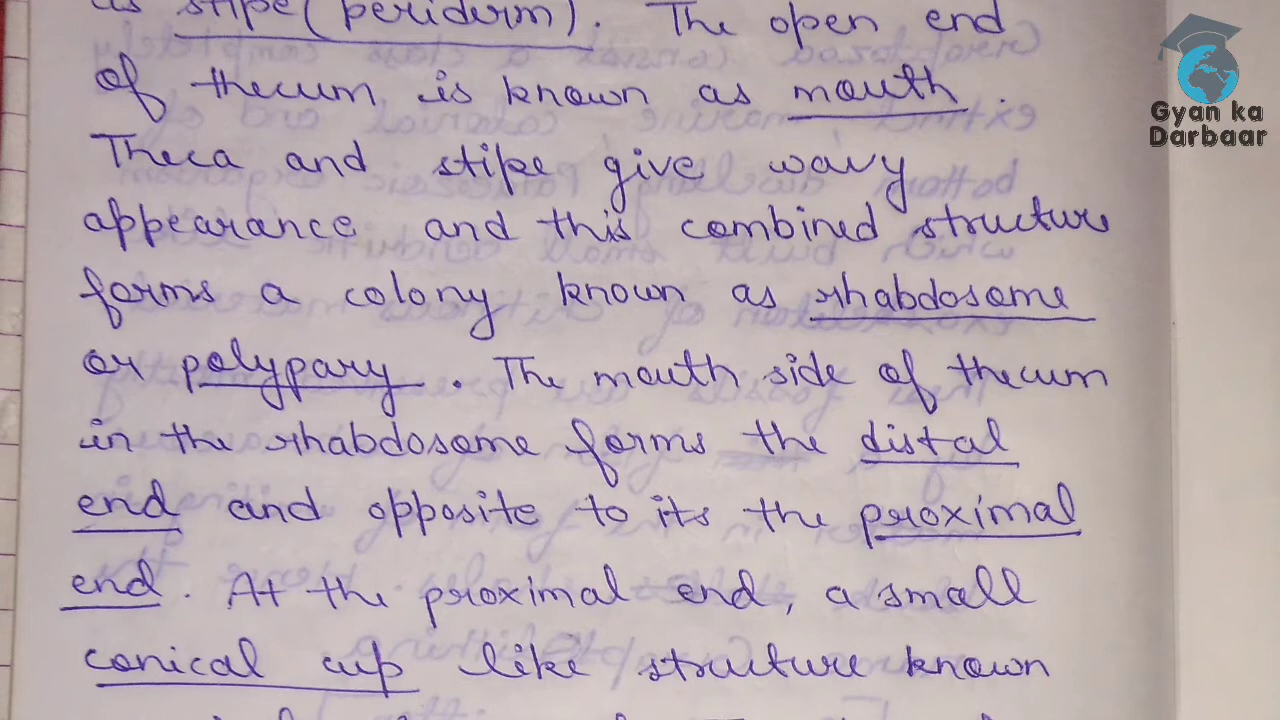 as stipe (periderm). The open end
of thecum is known as mouth.
Theca and stipe give wavy
appearance and this combined structure
forms a colony known as rhabdosome
or polypary. The mouth side of thecum
in the rhabdosome forms the distal
end and opposite to its the proximal
end. At the proximal end, a small
conical cup like structure known
Gyan ka
Darbaar